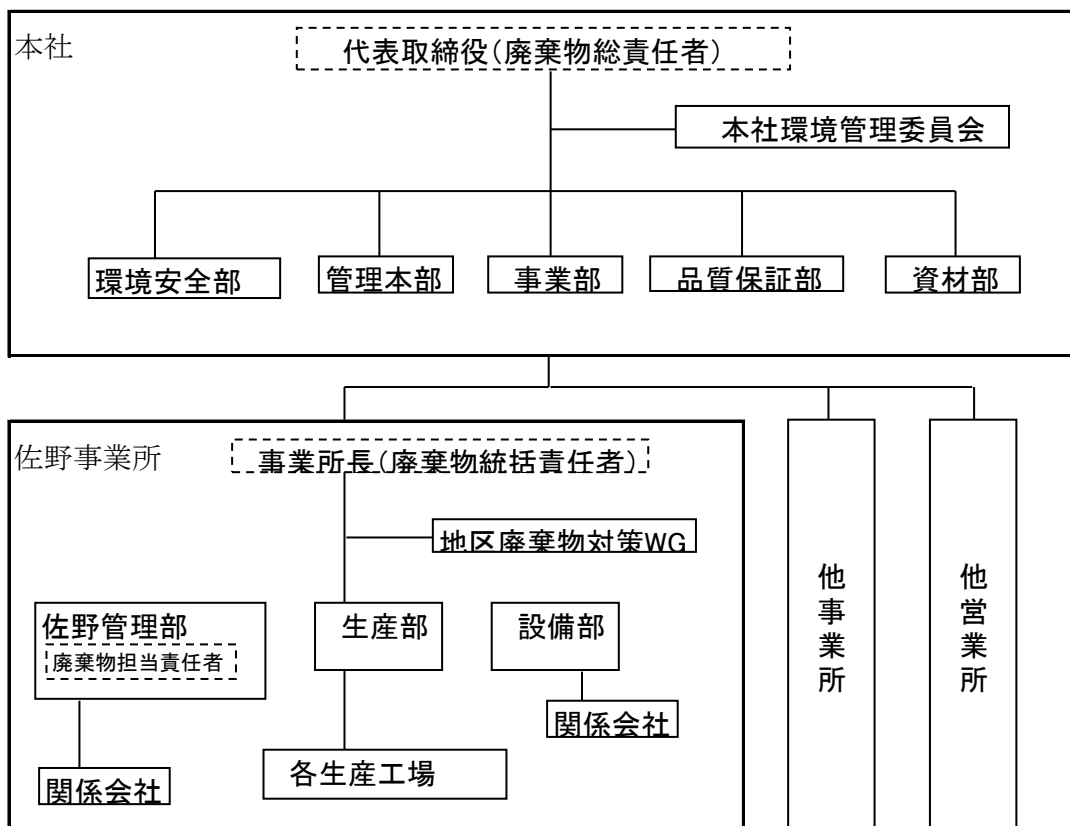 本社
代表取締役(廃棄物総責任者)
本社環境管理委員会
環境安全部
管理本部
事業部
品質保証部
資材部
佐野事業所
事業所長(廃棄物統括責任者)
地区廃棄物対策WG
佐野管理部
廃棄物担当責任者
生産部
設備部
関係会社
各生産工場
関係会社
他事業所
他営業所